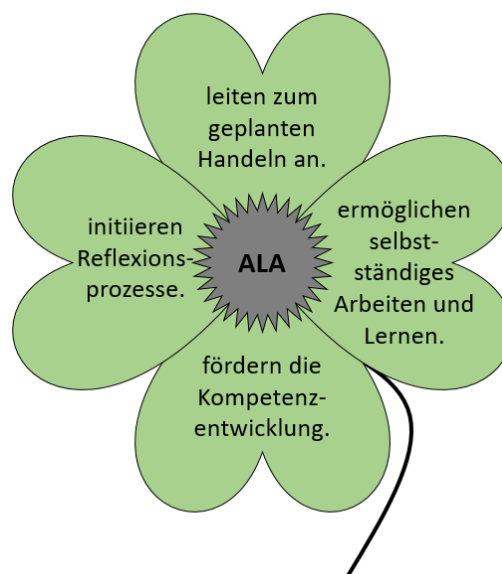 leiten zum
geplanten
Handeln an.
initiieren
Reflexions-
prozesse.
ALA
ermöglichen
selbst-
ständiges
Arbeiten und
Lernen.
fördern die
Kompetenz-
entwicklung.